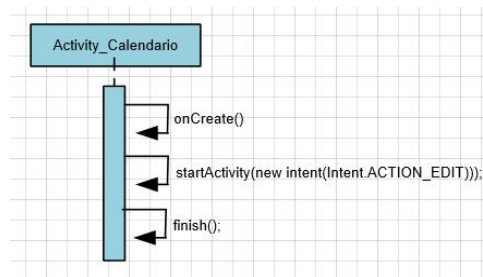 Activity_Calendario
onCreate()
startActivity(new intent(Intent.ACTION_EDIT)));
finish();